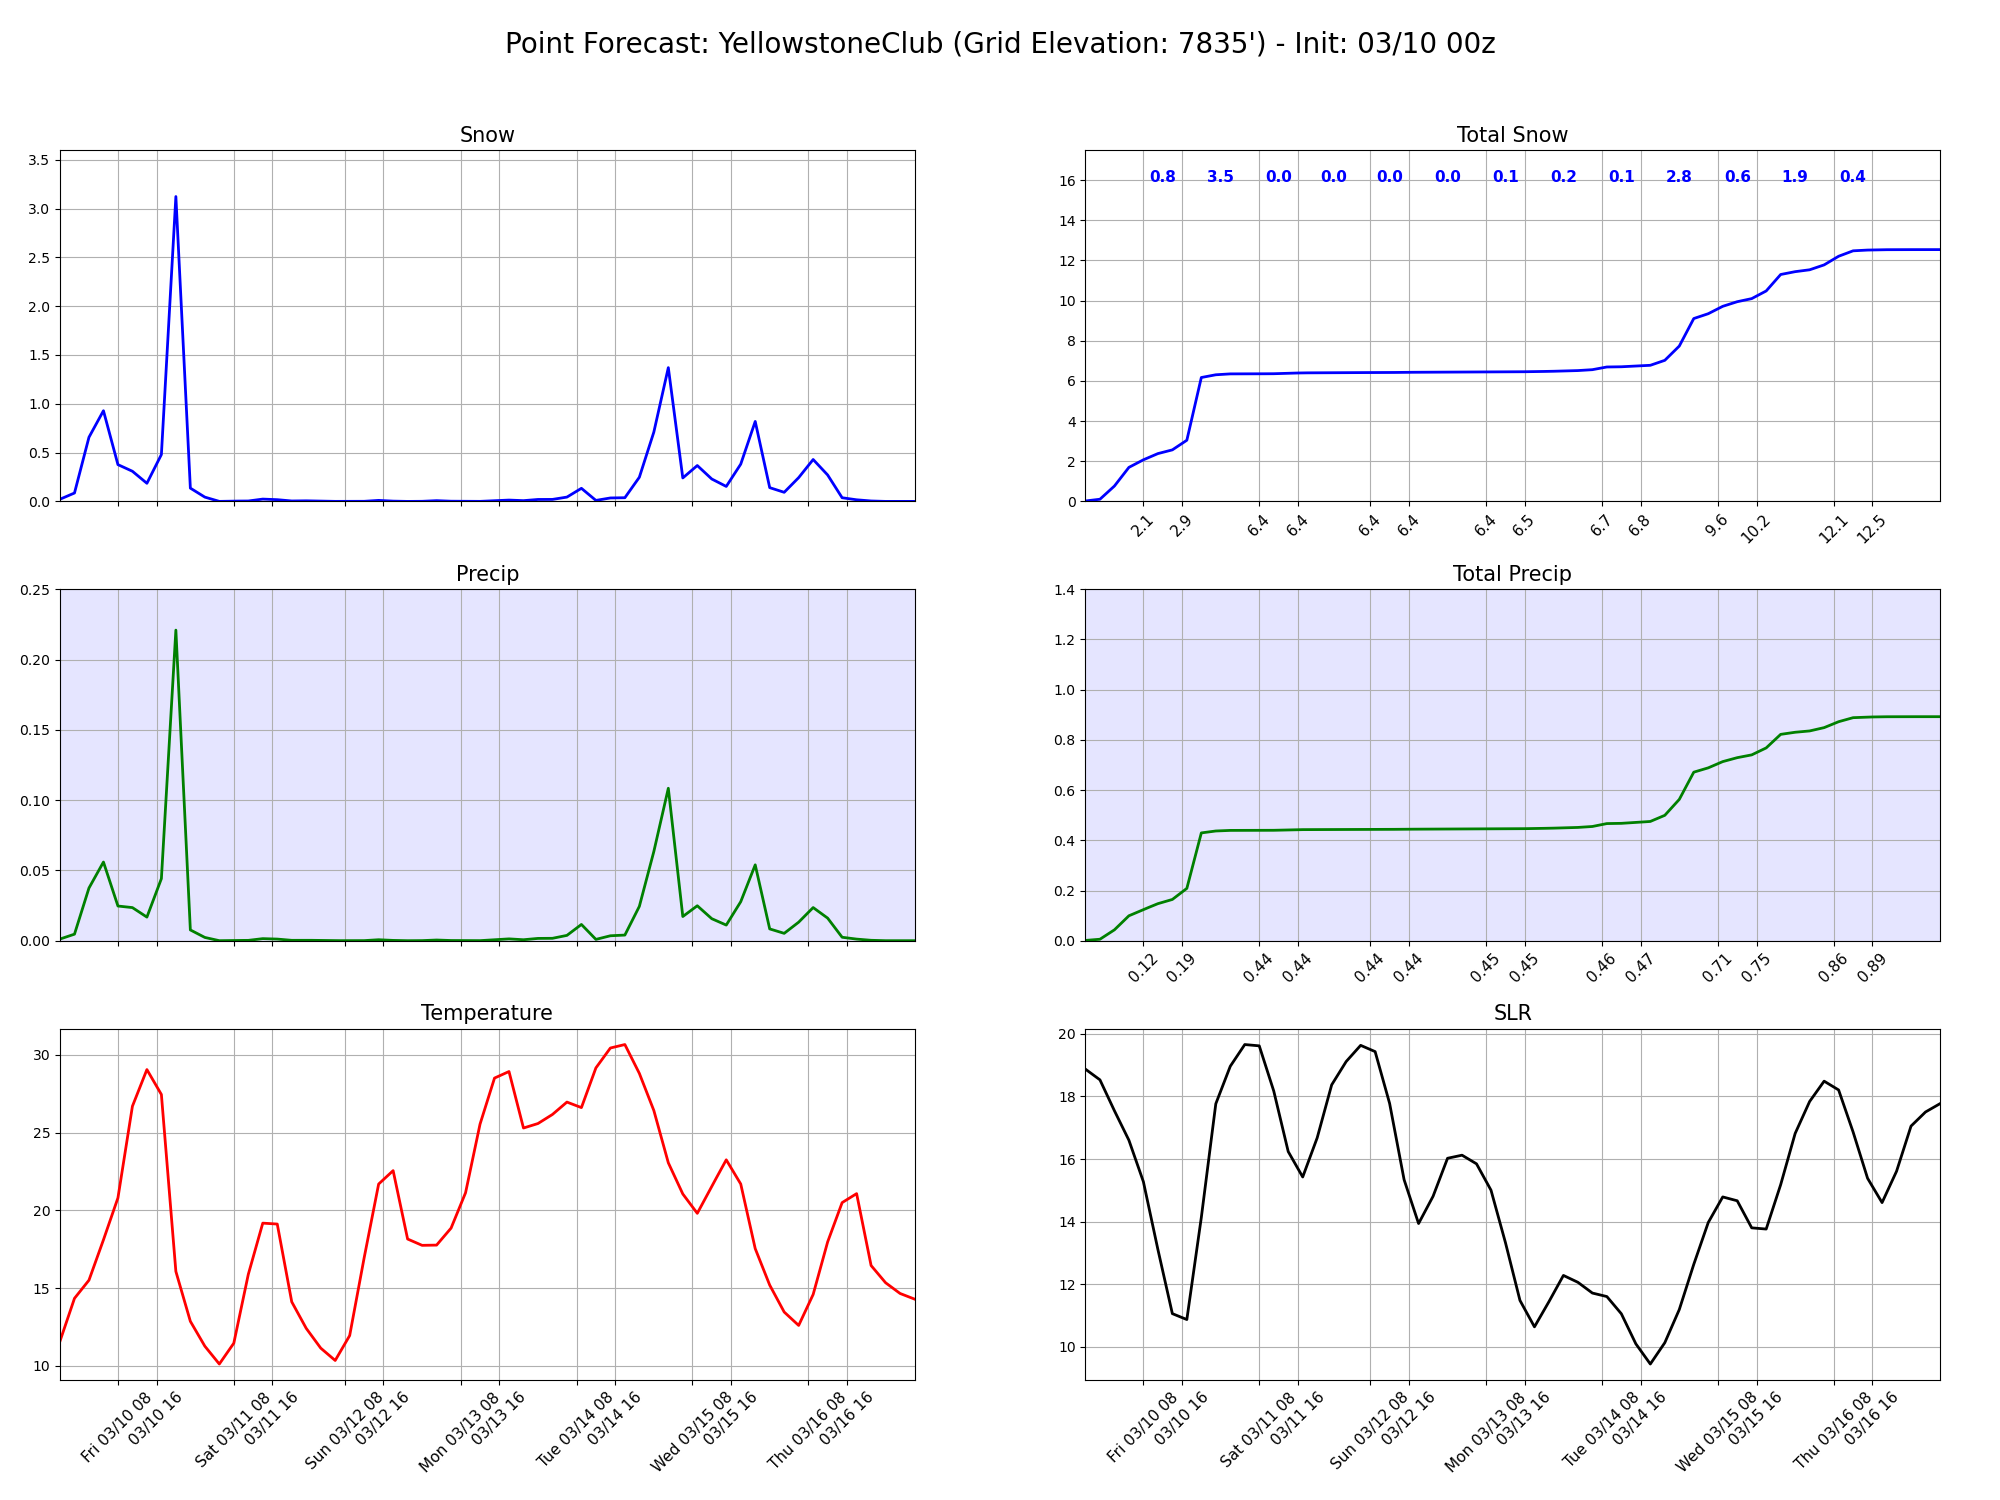 Point Forecast: YellowstoneClub (Grid Elevation: 7835') - Init: 03/10 00z
Snow
3.5
3.0
2.5
2.0
1.5
1.0
0.5
0.0
Total Snow
16
14
12
10
8
6
4
2
0
0.8 3.5 0.0 0.0 0.0 0.0 0.1 0.2 0.1 2.8 0.6 1.9 0.4
2.1 2.9 6.4 6.4 6.4 6.4 6.4 6.5 6.7 6.8 9.6 10.2 12.1 12.5
Precip
0.25
0.20
0.15
0.10
0.05
0.00
Total Precip
1.4
1.2
1.0
0.8
0.6
0.4
0.2
0.0
0.12 0.19 0.44 0.44 0.44 0.44 0.45 0.45 0.46 0.47 0.71 0.75 0.86 0.89
Temperature
30
25
20
15
10
Fri 03/10 08
03/10 16
Sat 03/11 08
03/11 16
Sun 03/12 08
03/12 16
Mon 03/13 08
03/13 16
Tue 03/14 08
03/14 16
Wed 03/15 08
03/15 16
Thu 03/16 08
03/16 16
SLR
20
18
16
14
12
10
Fri 03/10 08
03/10 16
Sat 03/11 08
03/11 16
Sun 03/12 08
03/12 16
Mon 03/13 08
03/13 16
Tue 03/14 08
03/14 16
Wed 03/15 08
03/15 16
Thu 03/16 08
03/16 16